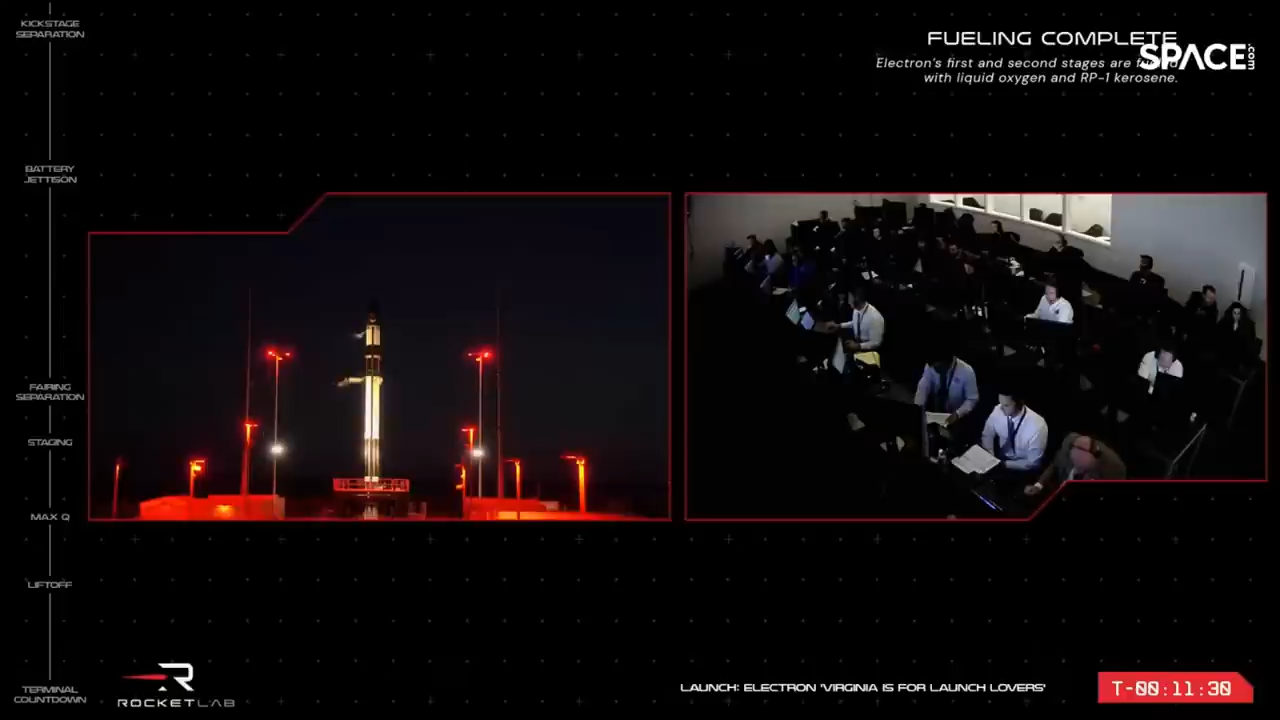 KICKSTAGE
SEPARATION
FUELING COMPLETE
SPACE.com
Electron's first and second stages are
with liquid oxygen and RP-1 kerosene.
BATTERY
JETTISON
FAIRING
SEPARATION
STAGING
MAX Q
LIFTOFF
TERMINAL
COUNTDOWN
ROCKETLAB
LAUNCH: ELECTRON 'VIRGINIA IS FOR LAUNCH LOVERS'
T-00:11:30